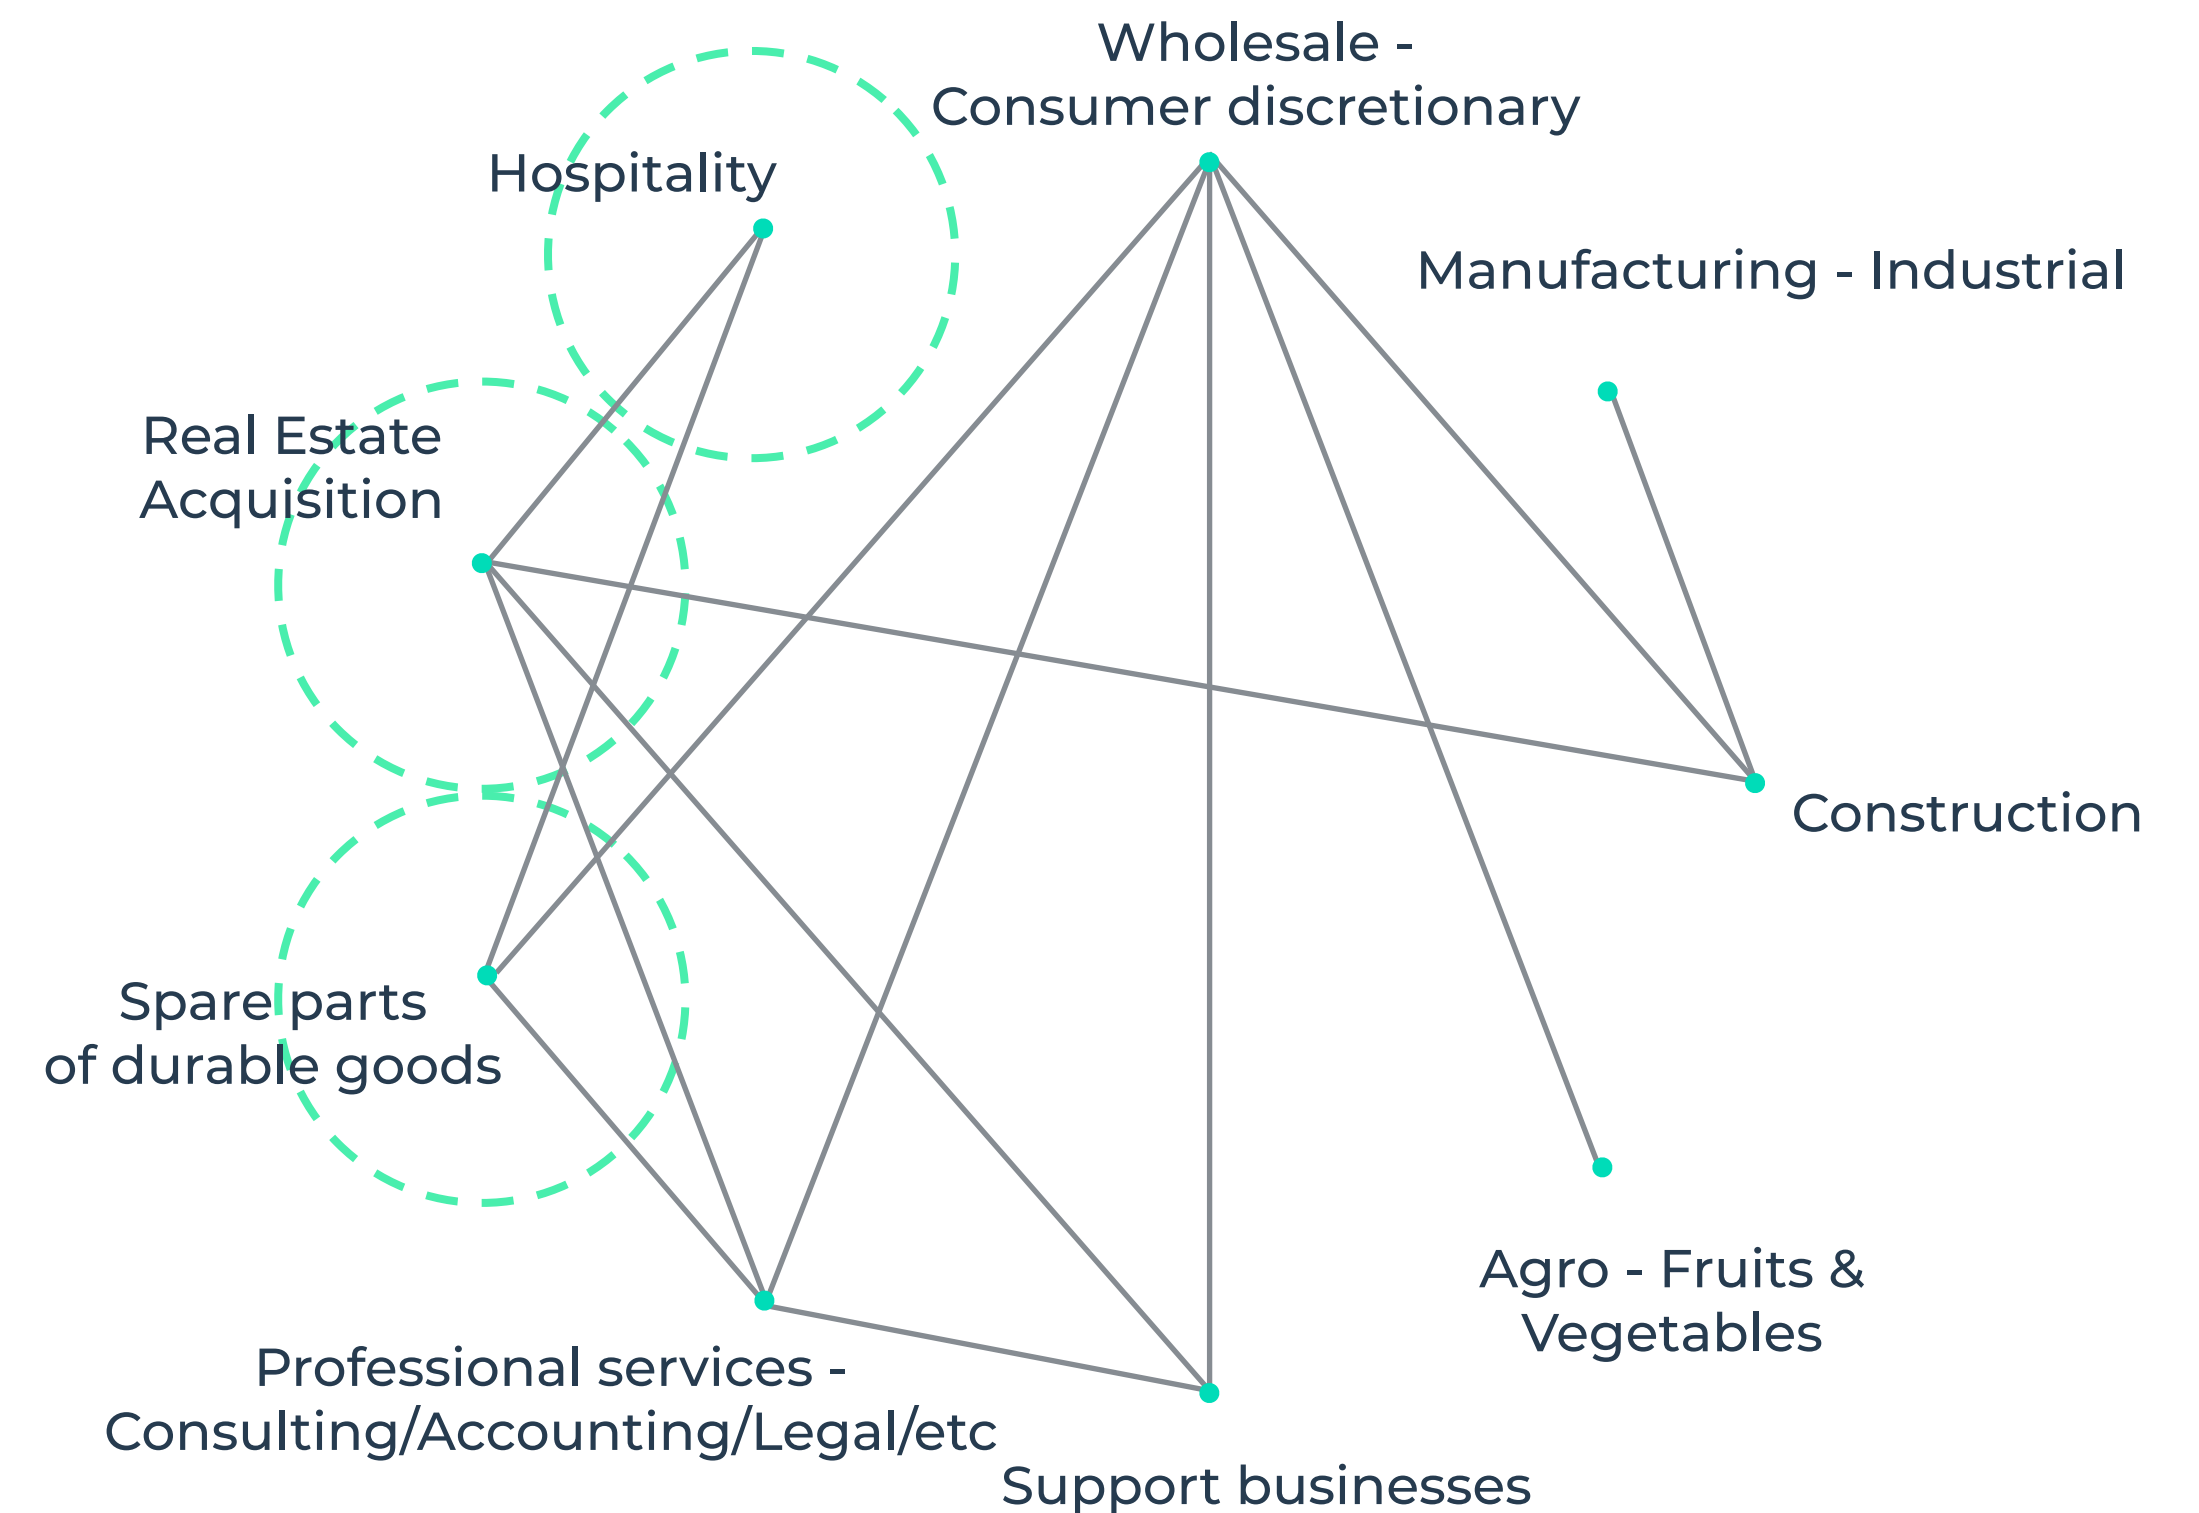 Wholesale -
Consumer discretionary
Hospitality
Manufacturing - Industrial
Real Estate
Acquisition
Construction
Spare parts
of durable goods
Agro - Fruits &
Vegetables
Professional services -
Consulting/Accounting/Legal/etc
Support businesses